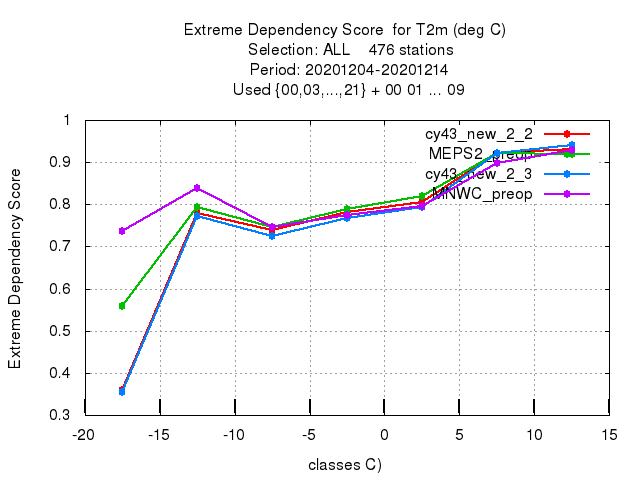 Extreme Dependency Score for T2m (deg C)
Selection: ALL 476 stations
Period: 20201204-20201214
Used {00,03,...,21} + 00 01 ... 09
cy43_new_2_2
MEPS2_preop
cy43_new_2_3
MNWC_preop
Extreme Dependency Score
1
0.9
0.8
0.7
0.6
0.5
0.4
0.3
-20 -15 -10 -5 0 5 10 15
classes C)